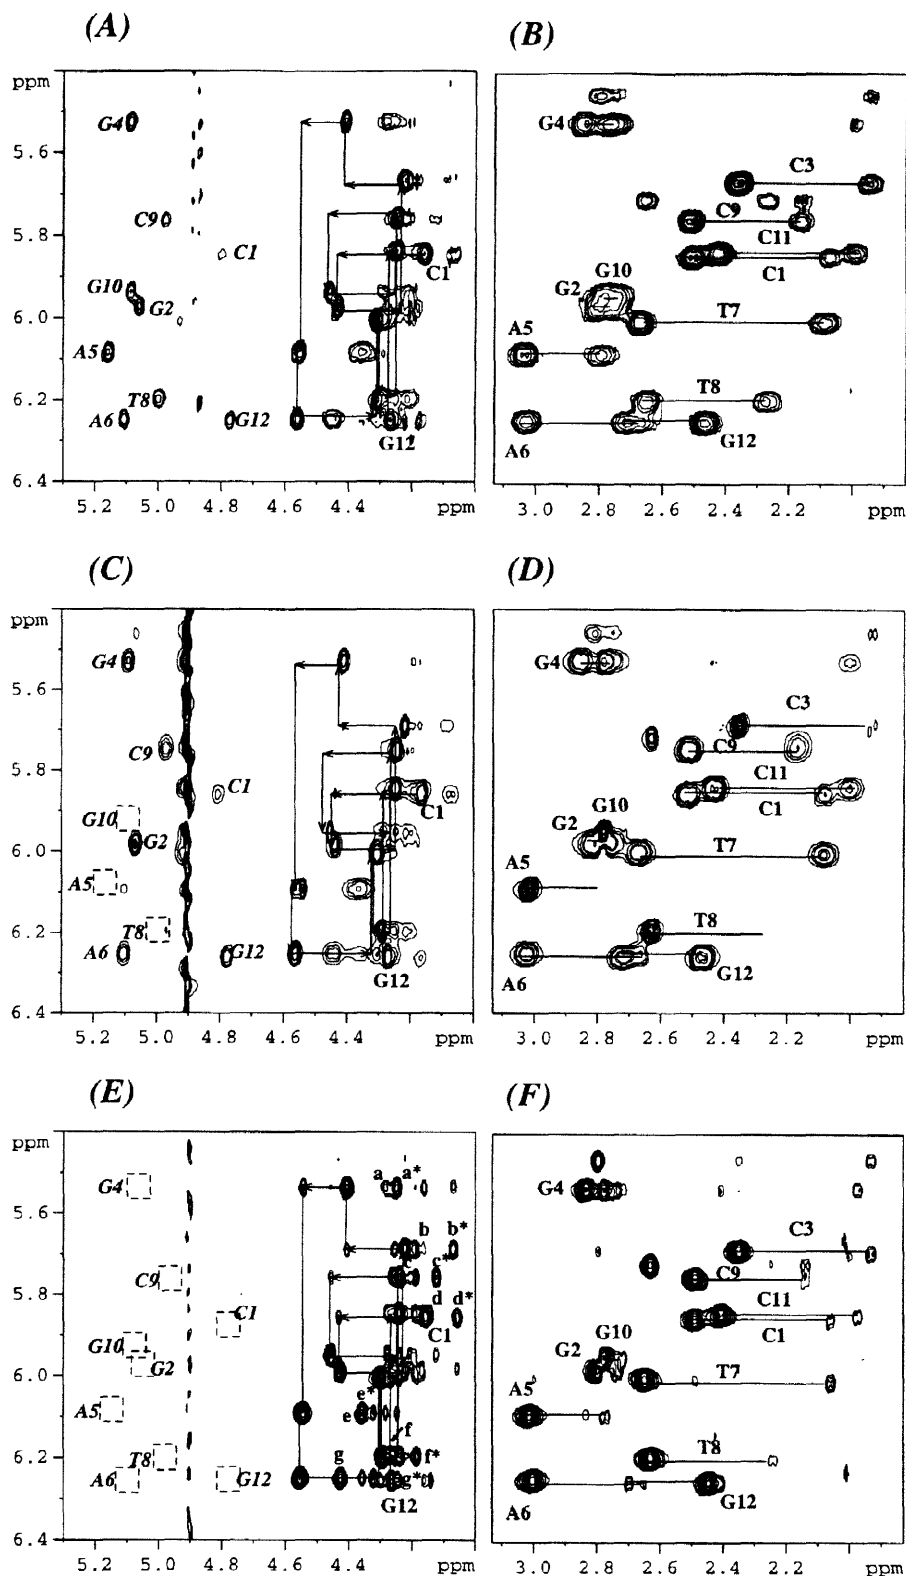 (A)
(B)
ppm
G4
5.6
C9
C1
5.8
G10
G2
6.0
A5
T8
6.2
A6
G12
6.4
C1
G12
5.2 5.0 4.8 4.6 4.4 4.2 ppm
G4
C3
C9
C11
G10
C1
G2
T7
A5
T8
G12
A6
3.0 2.8 2.6 2.4 2.2 ppm
(C)
(D)
ppm
G4
5.6
C9
C1
5.8
G10
G2
6.0
A5
T8
6.2
A6
G12
6.4
C1
G12
5.2 5.0 4.8 4.6 4.4 4.2 ppm
G4
C3
C9
C11
G10
C1
G2
T7
A5
T8
G12
A6
3.0 2.8 2.6 2.4 2.2 ppm
(E)
(F)
ppm
G4
5.6
C9
C1
5.8
G10
G2
6.0
A5
T8
6.2
A6
G12
6.4
a a*
b b*
c c*
d d*
C1
e*
e
f
f*
g
g*
G12
5.2 5.0 4.8 4.6 4.4 4.2 ppm
G4
C3
C9
C11
G10
C1
G2
T7
A5
T8
G12
A6
3.0 2.8 2.6 2.4 2.2 ppm